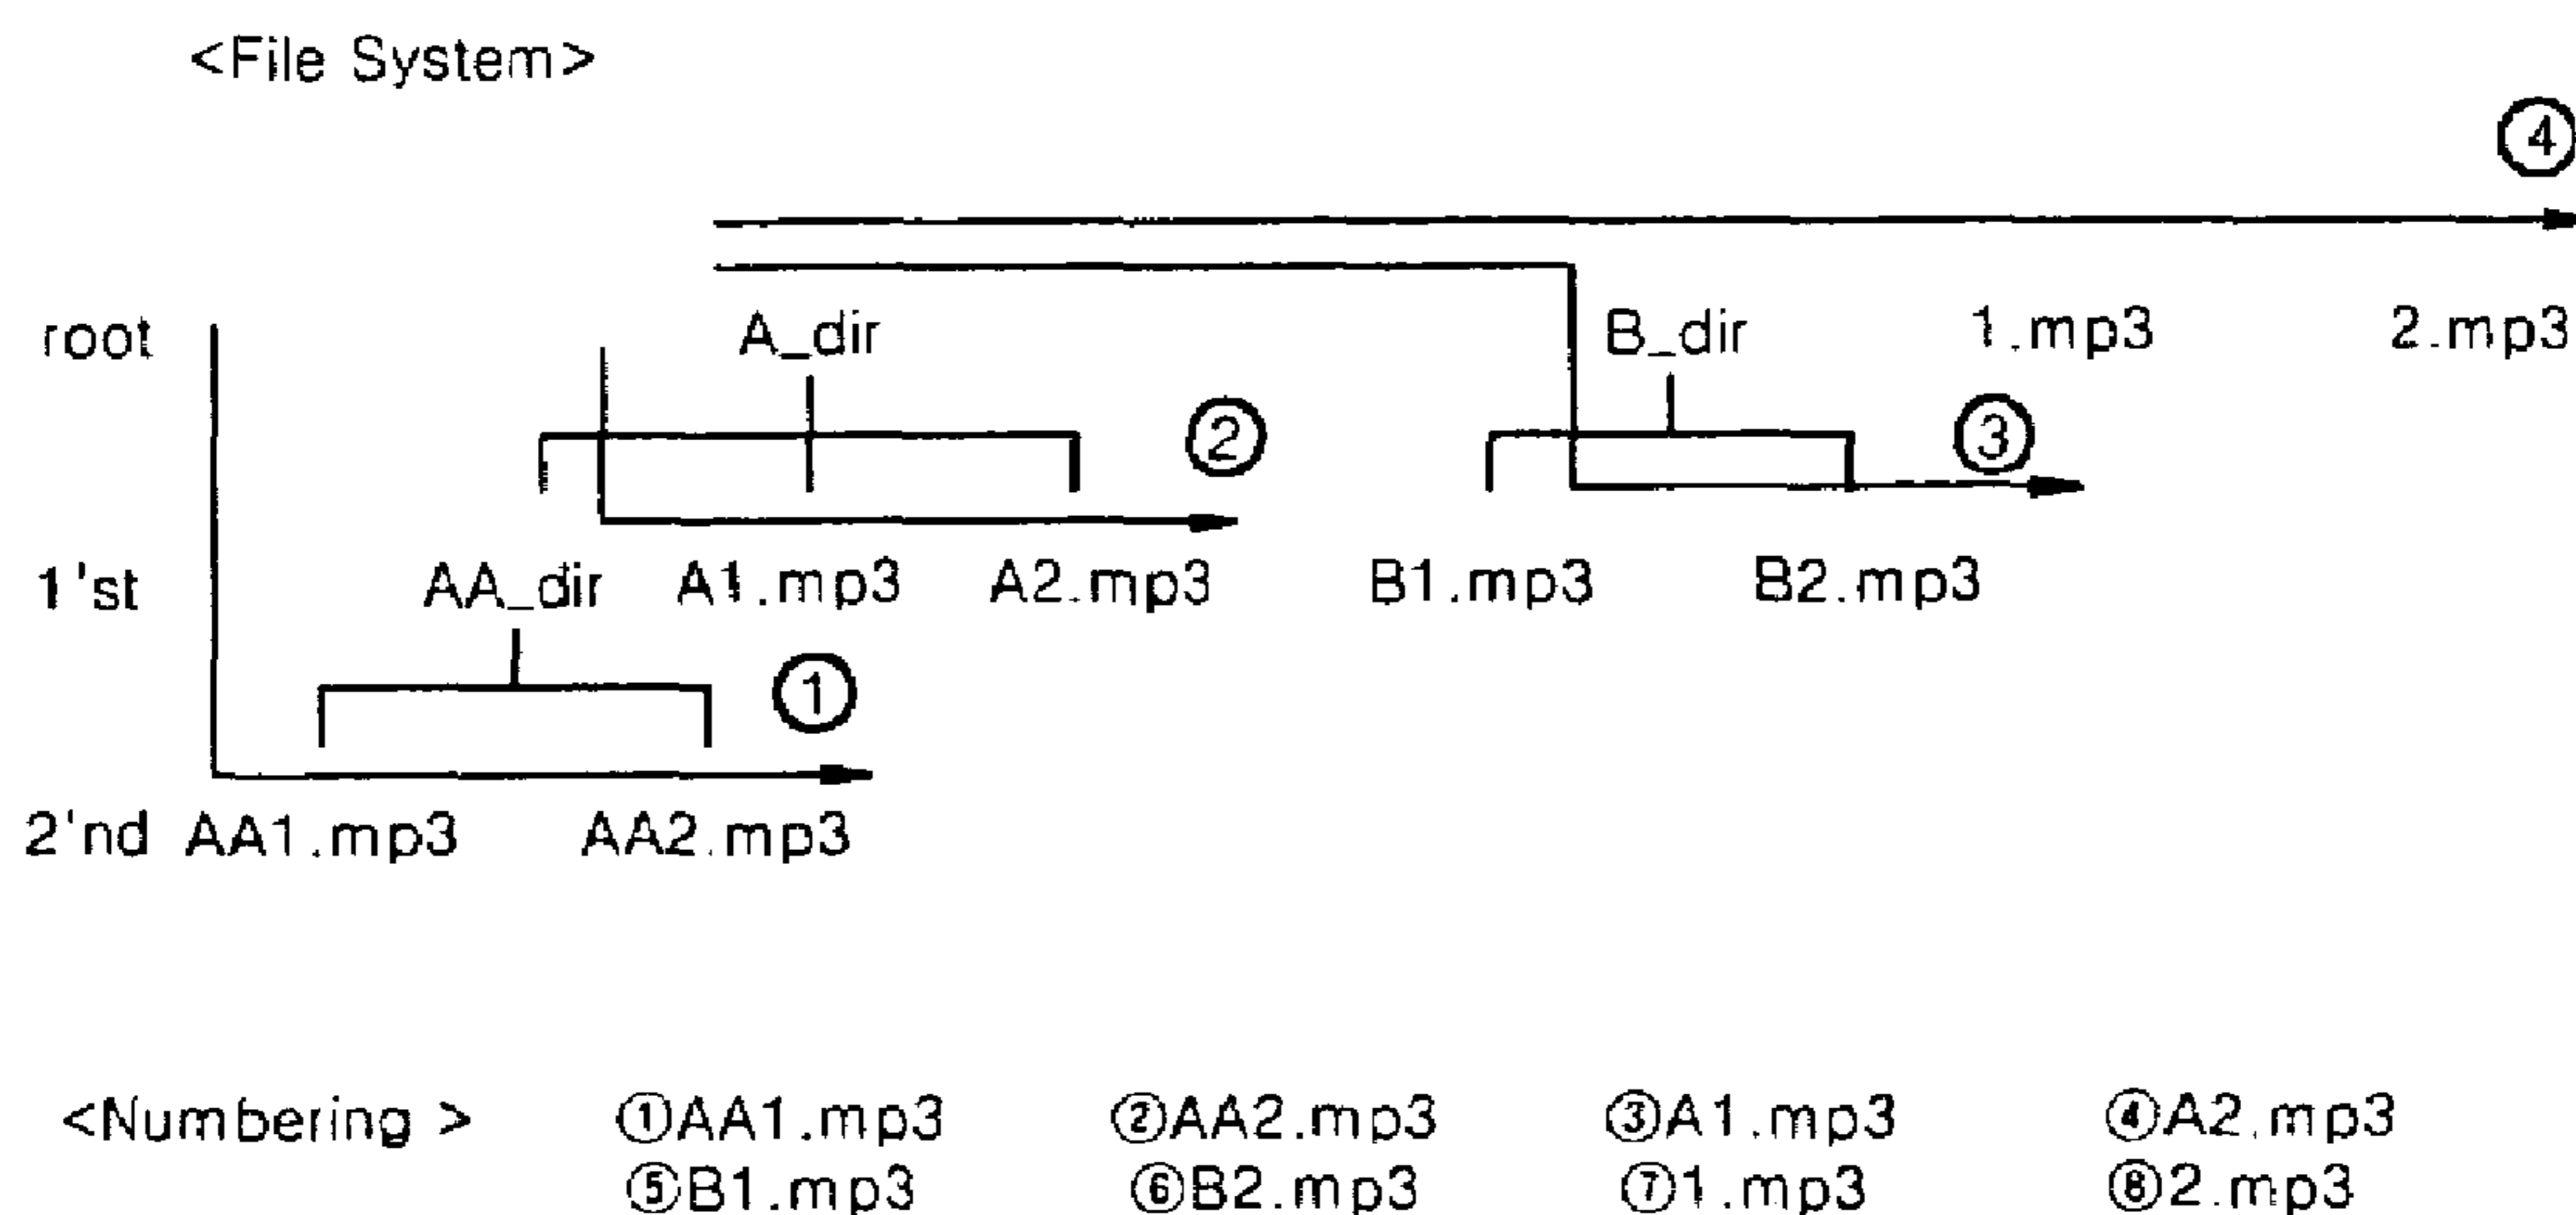 <File System>
④
root A_dir B_dir 1.mp3 2.mp3
② ③
1'st AA_dir A1.mp3 A2.mp3 B1.mp3 B2.mp3
①
2'nd AA1.mp3 AA2.mp3
<Numbering > ①AA1.mp3 ②AA2.mp3 ③A1.mp3 ④A2.mp3
⑤B1.mp3 ⑥B2.mp3 ⑦1.mp3 ⑧2.mp3